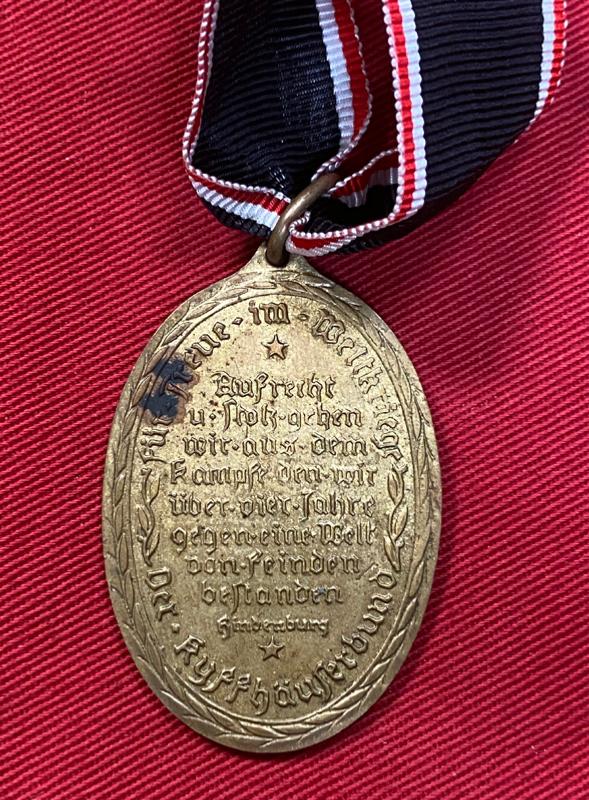 Für·Treue·im·Weltkriege
Aufrecht
u·stolz·gehen
wir·aus·dem
Kampfe·den·wir
über·vier·Jahre
gegen·eine·Welt
von·Feinden
bestanden
Hindenburg
Der·Kyffhäuserbund